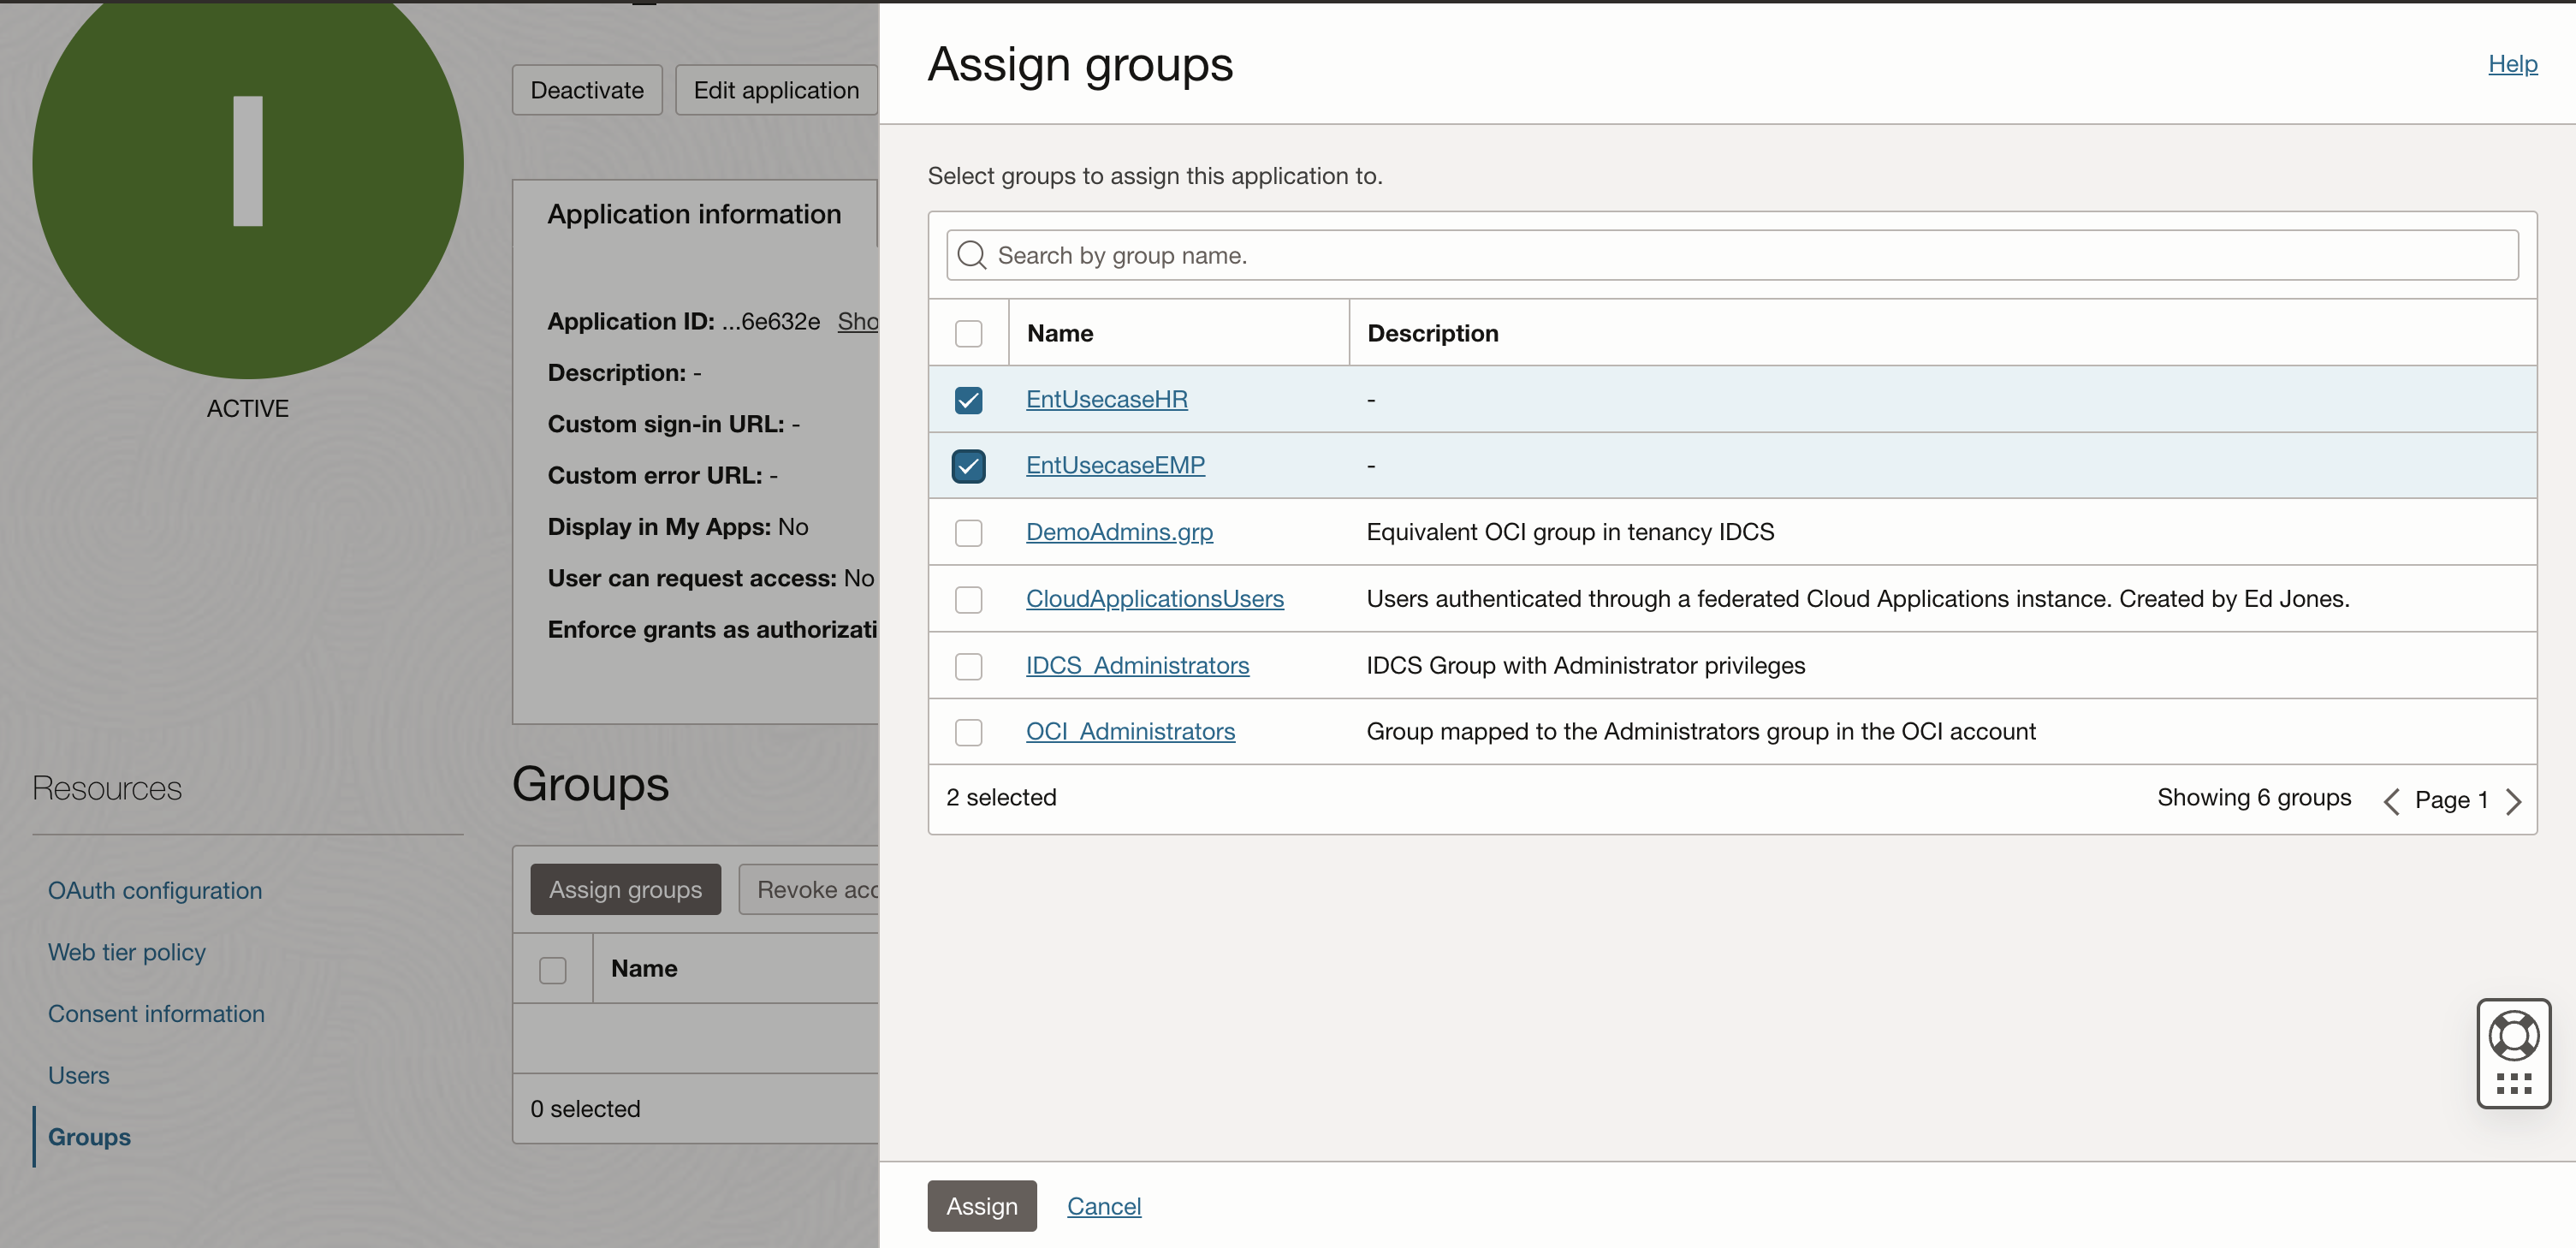 I
ACTIVE
Resources
OAuth configuration
Web tier policy
Consent information
Users
Groups
Deactivate
Edit application
Application information
Application ID: ...6e632e
Description: -
Custom sign-in URL: -
Custom error URL: -
Display in My Apps: No
User can request access: No
Enforce grants as
Groups
Assign groups
Revoke
Name
0 selected
Assign groups
Help
Select groups to assign this application to.
Search by group name.
Name Description
EntUsecaseHR -
EntUsecaseEMP -
DemoAdmins.grp Equivalent OCI group in tenancy IDCS
CloudApplicationsUsers Users authenticated through a federated Cloud Applications instance. Created by Ed Jones.
IDCS_Administrators IDCS Group with Administrator privileges
OCI_Administrators Group mapped to the Administrators group in the OCI account
2 selected
Showing 6 groups
Page 1
Assign
Cancel